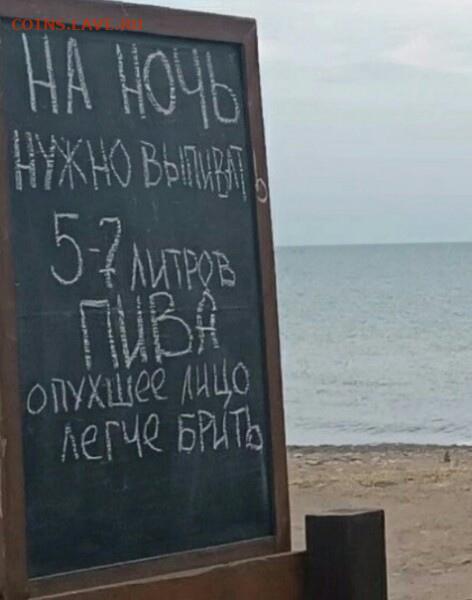 COINS.LAVE.RU
НА НОЧЬ
НУЖНО ВЫПИВАТЬ
5-7 ЛИТРОВ
ПИВА
ОПУХШЕЕ ЛИЦО
ЛЕГЧЕ БРИТЬ